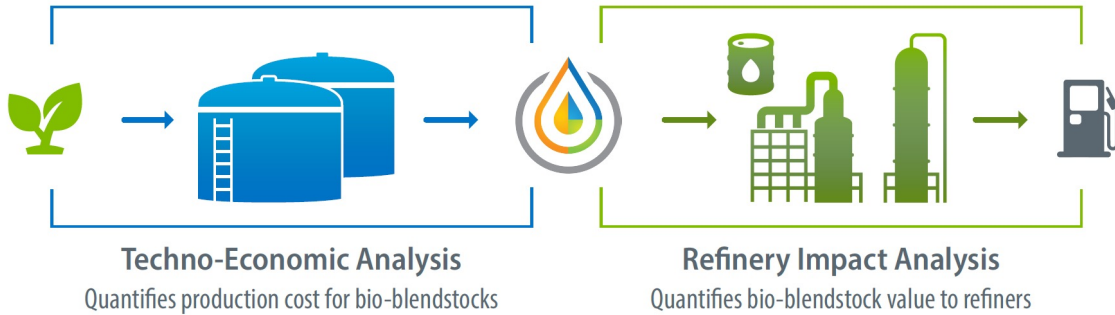 Techno-Economic Analysis
Quantifies production cost for bio-blendstocks
Refinery Impact Analysis
Quantifies bio-blendstock value to refiners